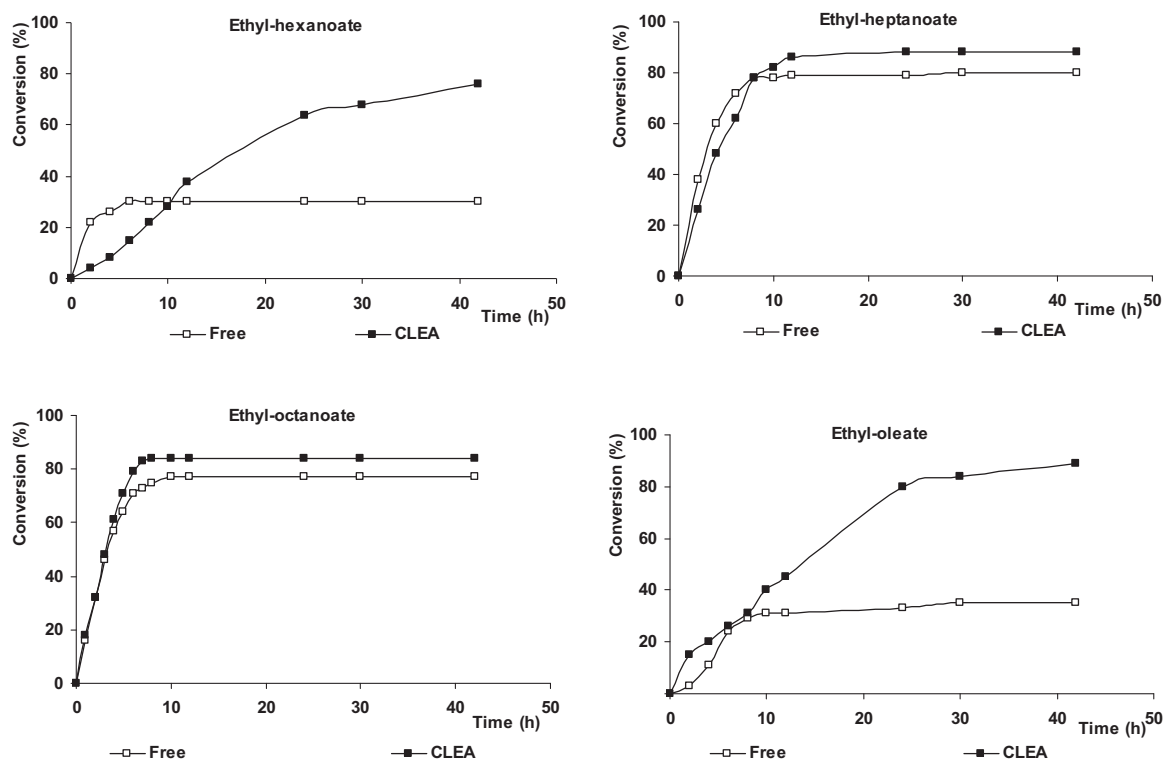 Ethyl-hexanoate
Conversion (%)
100
80
60
40
20
0
0 10 20 30 40 50
Time (h)
Free CLEA
Ethyl-heptanoate
Conversion (%)
100
80
60
40
20
0
0 10 20 30 40 50
Time (h)
Free CLEA
Ethyl-octanoate
Conversion (%)
100
80
60
40
20
0
0 10 20 30 40 50
Time (h)
Free CLEA
Ethyl-oleate
Conversion (%)
100
80
60
40
20
0 10 20 30 40 50
Time (h)
Free CLEA